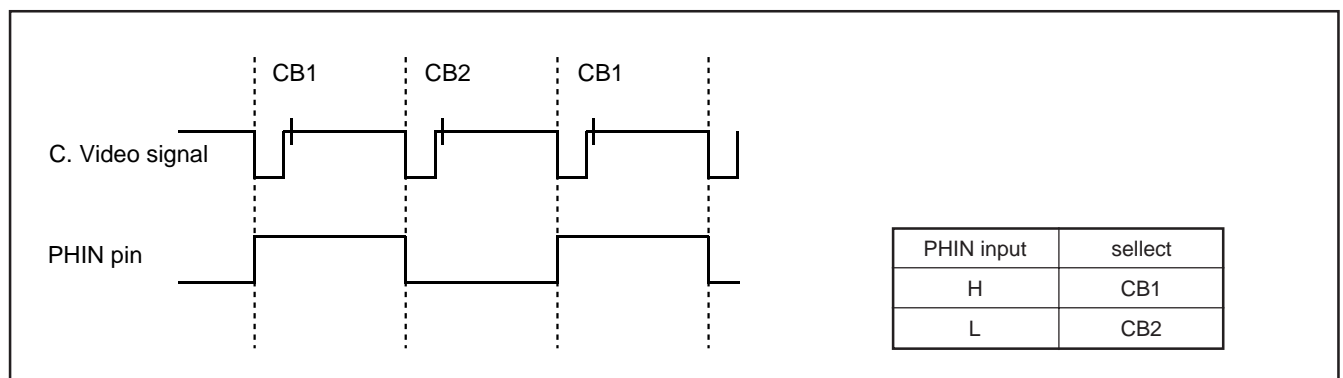 CB1 CB2 CB1
C. Video signal
PHIN pin
PHIN input sellect
H CB1
L CB2